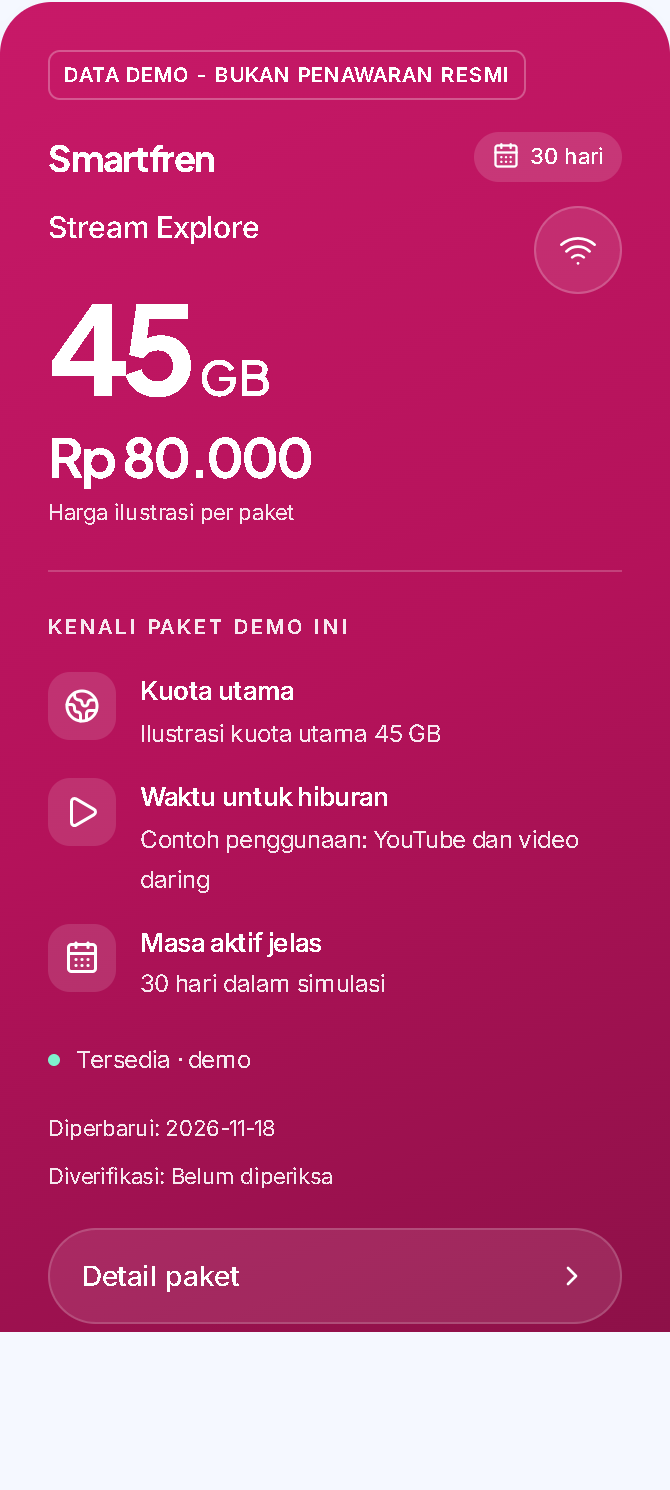 DATA DEMO - BUKAN PENAWARAN RESMI
Smartfren
30 hari
Stream Explore
45 GB
Rp 80.000
Harga ilustrasi per paket
KENALI PAKET DEMO INI
Kuota utama
Ilustrasi kuota utama 45 GB
Waktu untuk hiburan
Contoh penggunaan: YouTube dan video
daring
Masa aktif jelas
30 hari dalam simulasi
Tersedia · demo
Diperbarui: 2026-11-18
Diverifikasi: Belum diperiksa
Detail paket